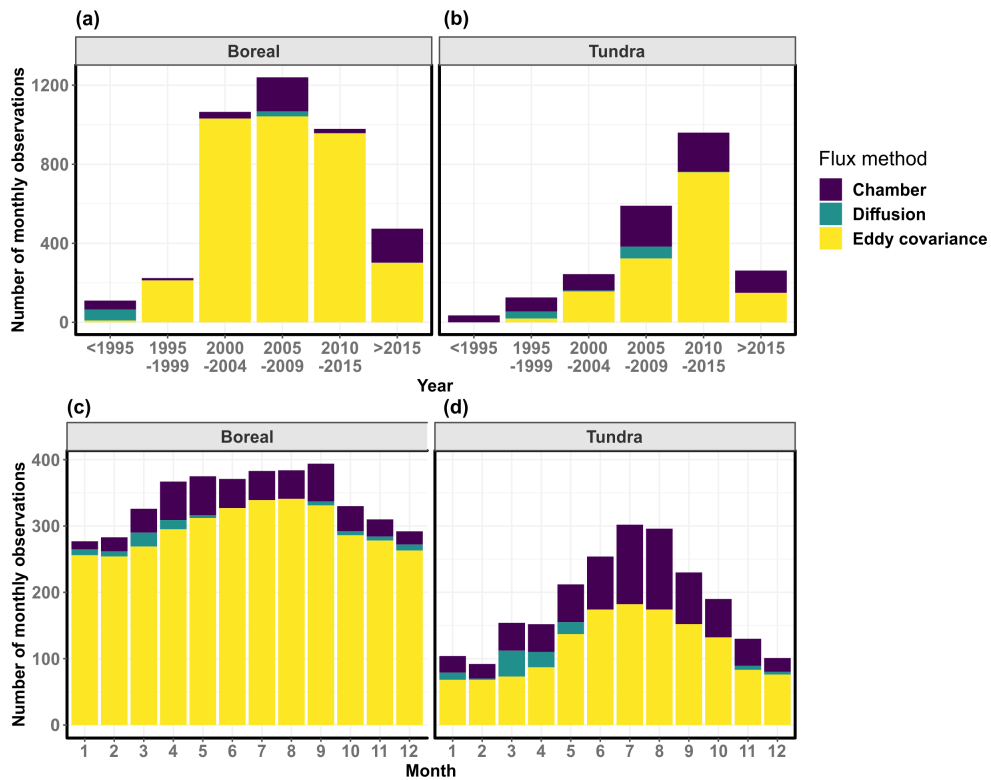 (a)
(b)
Boreal
Tundra
Number of monthly observations
1200
800
400
0
<1995
1995
-1999
2000
-2004
2005
-2009
2010
-2015
>2015
<1995
1995
-1999
2000
-2004
2005
-2009
2010
-2015
>2015
Year
Flux method
Chamber
Diffusion
Eddy covariance
(c)
(d)
Boreal
Tundra
Number of monthly observations
400
300
200
100
0
1 2 3 4 5 6 7 8 9 10 11 12
1 2 3 4 5 6 7 8 9 10 11 12
Month